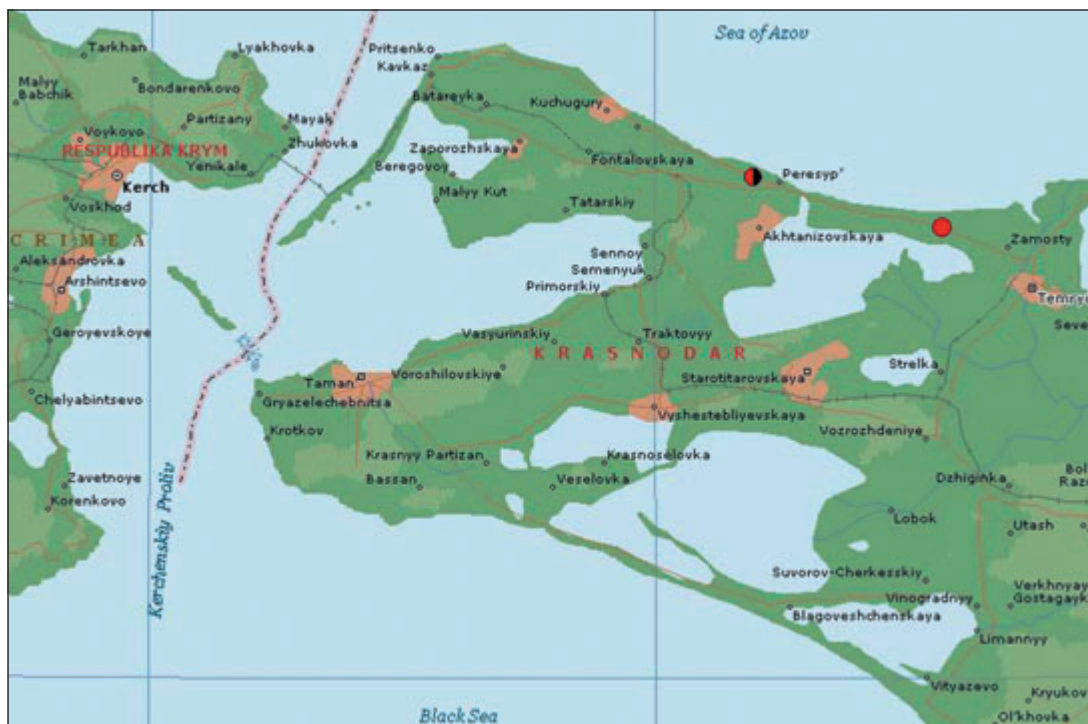 Sea of Azov
Tarkhan
Lyakhovka
Pritsenko
Kavkaz
Malyy
Babchik
Bondarenkovo
Batareyka
Kuchugury
Voykovo
Partizany
Mayak
Zhukovka
Zaporozhskaya
RESPUBLIKA KRYM
Yenikale
Beregovoy
Fontalovskaya
Peresyp'
Kerch
Malyy Kut
Tatarskiy
Voskhod
Akhtanizovskaya
CRIMEA
Sennoy
Zamosty
Aleksandrovka
Semenyuk
Arshintsevo
Primorskiy
Temryu
Geroyevskoye
Vasyurinskiy
Traktovyy
Seve
KRASNODAR
Taman
Voroshilovskiye
Starotitarovskaya
Strelka
Chelyabintsevo
Gryazelechebnitsa
Vyshestebliyevskaya
Krotkov
Vozrozhdeniye
Krasnyy Partizan
Krasnoselovka
Zavetnoye
Bassan
Veselovka
Dzhiginka
Bol
Raz
Korenkovo
Lobok
Utash
Kerchenskiy Proliv
Suvorov-Cherkesskiy
Verkhnyay
Vinogradnyy
Gostagayk
Blagoveshchenskaya
Limannyy
Vityazevo
Kryukov
Black Sea
Ol'khovka